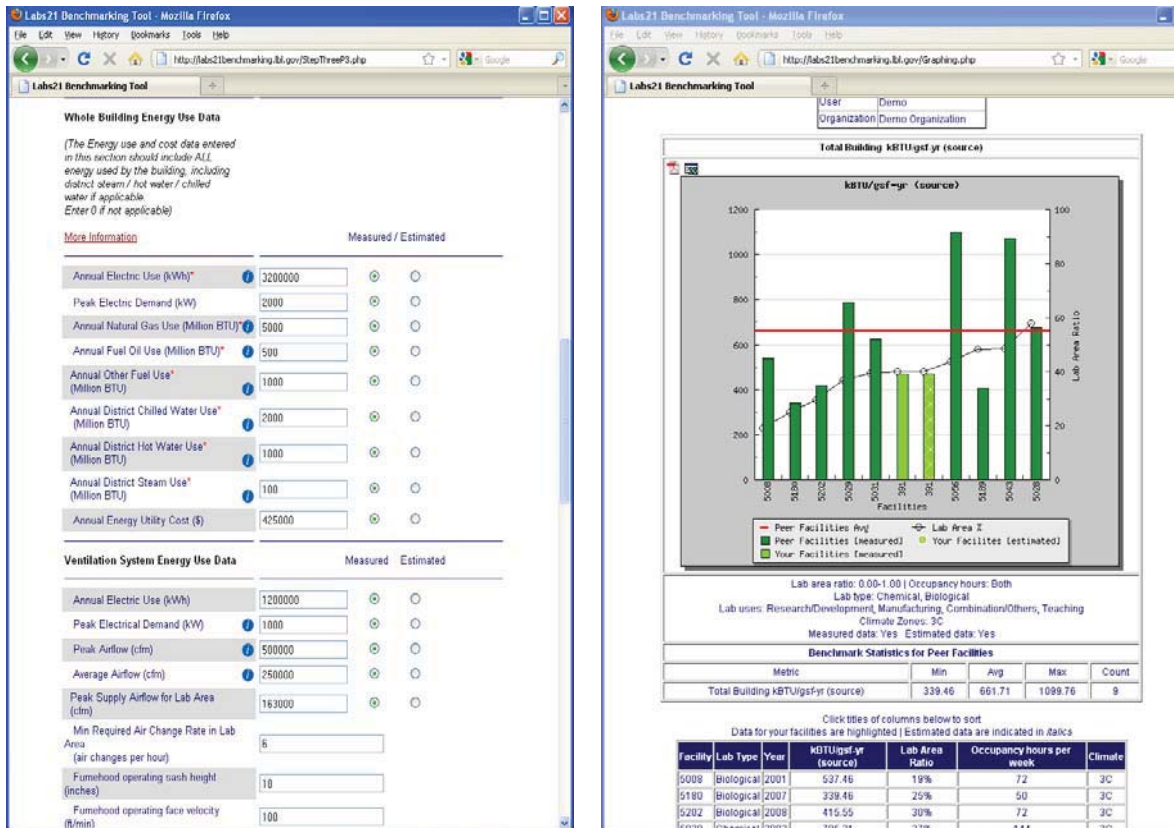 Labs21 Benchmarking Tool - Mozilla Firefox
File Edit View History Bookmarks Tools Help
http://labs21benchmarking.lbl.gov/StepThreeP3.php
Google
Labs21 Benchmarking Tool
Whole Building Energy Use Data
(The Energy use and cost data entered
in this section should include ALL
energy used by the building, including
district steam / hot water / chilled
water if applicable.
Enter 0 if not applicable)
More Information Measured / Estimated
Annual Electric Use (kWh)* 3200000
Peak Electric Demand (kW) 2000
Annual Natural Gas Use (Million BTU)* 5000
Annual Fuel Oil Use (Million BTU)* 500
Annual Other Fuel Use*
(Million BTU) 1000
Annual District Chilled Water Use*
(Million BTU) 2000
Annual District Hot Water Use*
(Million BTU) 1000
Annual District Steam Use*
(Million BTU) 100
Annual Energy Utility Cost ($) 425000
Ventilation System Energy Use Data Measured Estimated
Annual Electric Use (kWh) 1200000
Peak Electrical Demand (kW) 1000
Peak Airflow (cfm) 500000
Average Airflow (cfm) 250000
Peak Supply Airflow for Lab Area
(cfm) 163000
Min Required Air Change Rate in Lab
Area
(air changes per hour) 6
Fumehood operating sash height
(inches) 18
Fumehood operating face velocity
(ft/min) 100
Labs21 Benchmarking Tool - Mozilla Firefox
File Edit View History Bookmarks Tools Help
http://labs21benchmarking.lbl.gov/Graphing.php
Google
Labs21 Benchmarking Tool
User Demo
Organization Demo Organization
Total Building kBTU/gsf-yr (source)
kBTU/gsf-yr (source)
1200 100
1000
80
800
60
600
400 40
200 20
0 0
Lab Area Ratio
5008 5180 5202 5029 5031 391 391 5056 5189 5043 5028
Facilities
Peer Facilities Avg Lab Area %
Peer Facilities [measured] Your Facilites [estimated]
Your Facilities [measured]
Lab area ratio: 0.00-1.00 | Occupancy hours: Both
Lab type: Chemical, Biological
Lab uses: Research/Development, Manufacturing, Combination/Others, Teaching
Climate Zones: 3C
Measured data: Yes Estimated data: Yes
Benchmark Statistics for Peer Facilities
Metric Min Avg Max Count
Total Building kBTU/gsf-yr (source) 339.46 661.71 1099.76 9
Click titles of columns below to sort
Data for your facilities are highlighted | Estimated data are indicated in italics
Facility Lab Type Year kBTU/gsf-yr (source) Lab Area Ratio Occupancy hours per week Climate
5008 Biological 2001 537.46 19% 72 3C
5180 Biological 2007 339.46 25% 50 3C
5202 Biological 2008 415.55 30% 72 3C